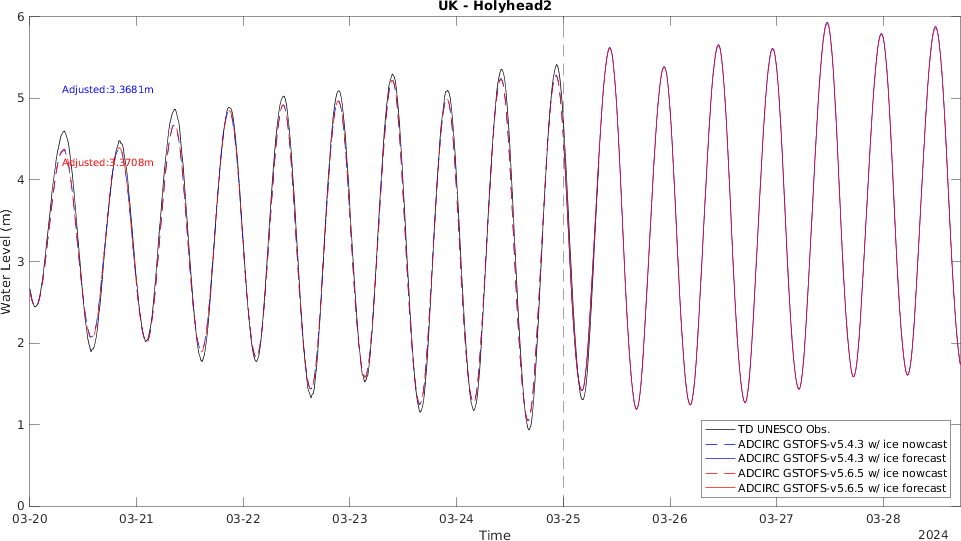 UK - Holyhead2
6
5
4
3
2
1
0
Water Level (m)
Adjusted:3.3681m
Adjusted:3.3708m
TD UNESCO Obs.
ADCIRC GSTOFS-v5.4.3 w/ ice nowcast
ADCIRC GSTOFS-v5.4.3 w/ ice forecast
ADCIRC GSTOFS-v5.6.5 w/ ice nowcast
ADCIRC GSTOFS-v5.6.5 w/ ice forecast
03-20 03-21 03-22 03-23 03-24 03-25 03-26 03-27 03-28
Time
2024